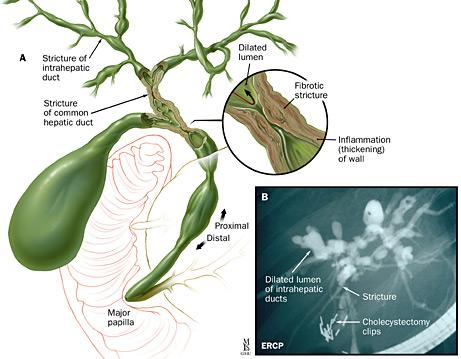 A
Stricture of
intrahepatic
duct
Stricture
of common
hepatic duct
Dilated
lumen
Fibrotic
stricture
Inflammation
(thickening)
of wall
Proximal
Distal
Major
papilla
B
Dilated lumen
of intrahepatic
ducts
Stricture
Cholecystectomy
clips
ERCP